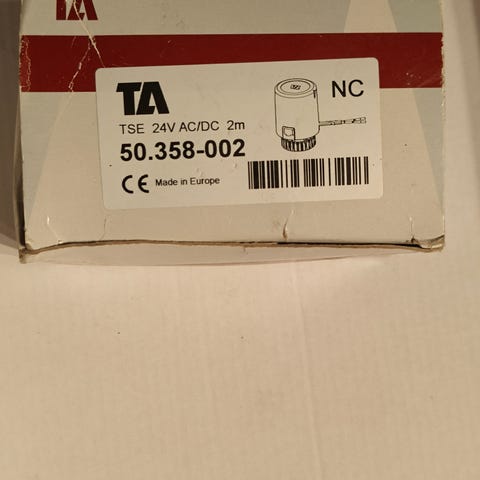 TA
TA
NC
TSE 24V AC/DC 2m
50.358-002
CE Made in Europe